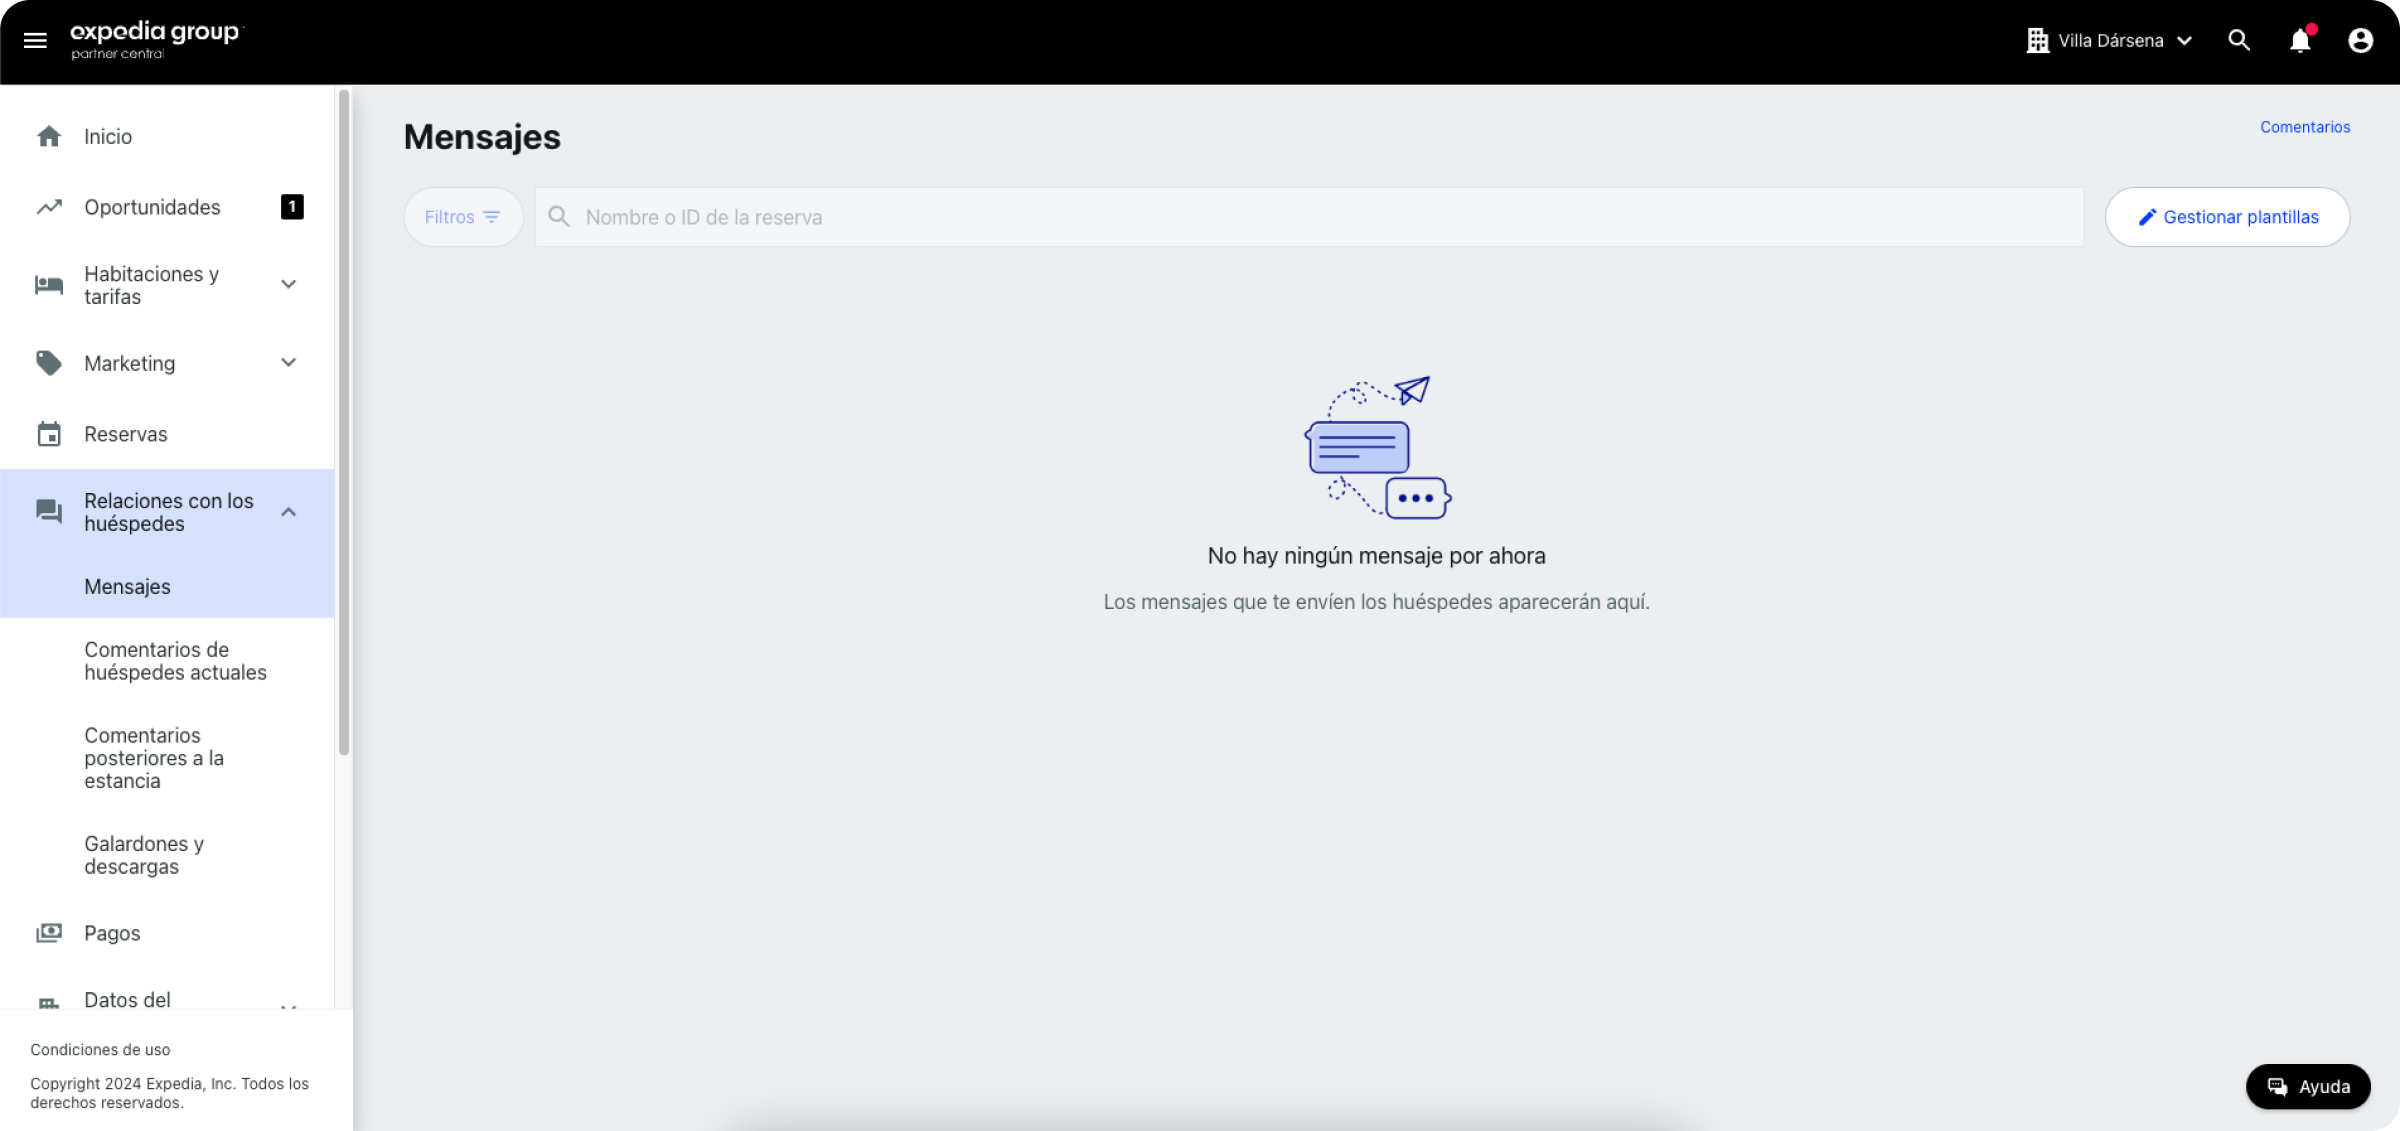 expedia group™
partner central
Villa Dársena
Inicio
Oportunidades
1
Habitaciones y
tarifas
Marketing
Reservas
Relaciones con los
huéspedes
Mensajes
Comentarios de
huéspedes actuales
Comentarios
posteriores a la
estancia
Galardones y
descargas
Pagos
Datos del
Condiciones de uso
Copyright 2024 Expedia, Inc. Todos los
derechos reservados.
Mensajes
Comentarios
Filtros
Nombre o ID de la reserva
Gestionar plantillas
No hay ningún mensaje por ahora
Los mensajes que te envíen los huéspedes aparecerán aquí.
Ayuda